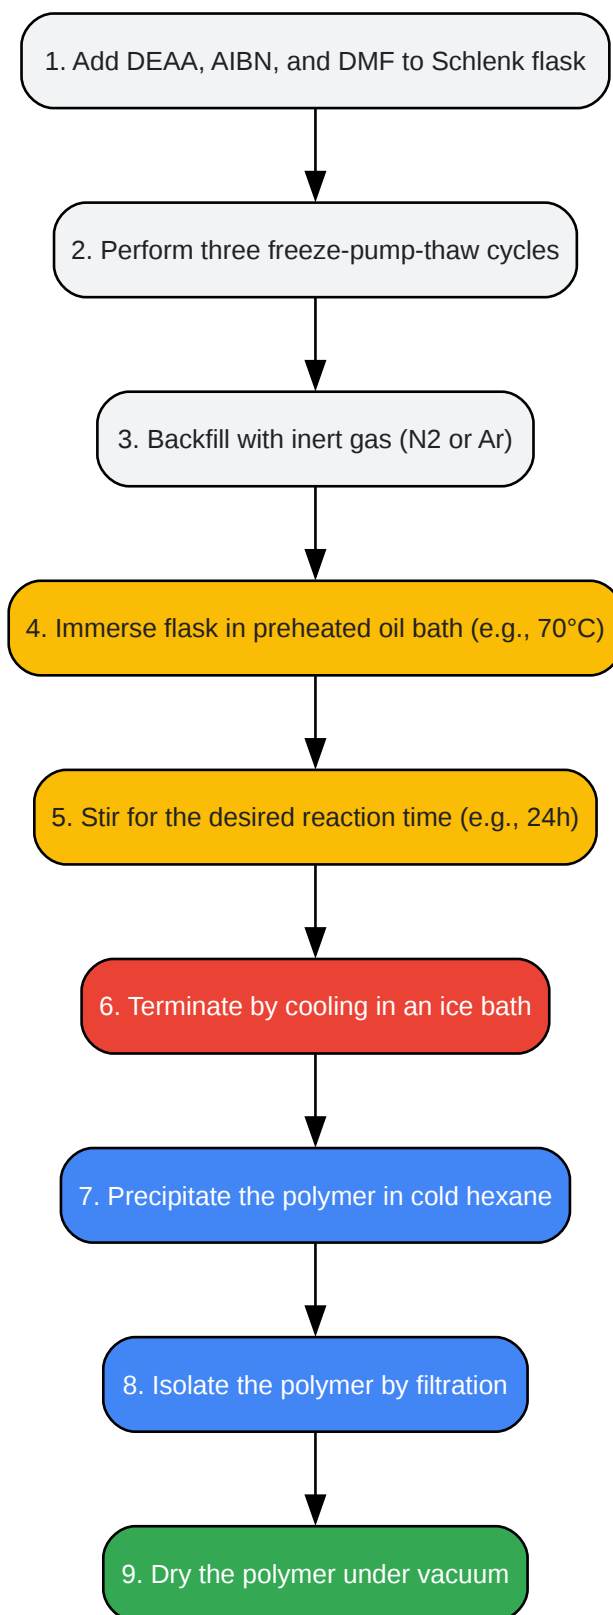 1. Add DEAA, AIBN, and DMF to Schlenk flask
2. Perform three freeze-pump-thaw cycles
3. Backfill with inert gas (N2 or Ar)
4. Immerse flask in preheated oil bath (e.g., 70°C)
5. Stir for the desired reaction time (e.g., 24h)
6. Terminate by cooling in an ice bath
7. Precipitate the polymer in cold hexane
8. Isolate the polymer by filtration
9. Dry the polymer under vacuum